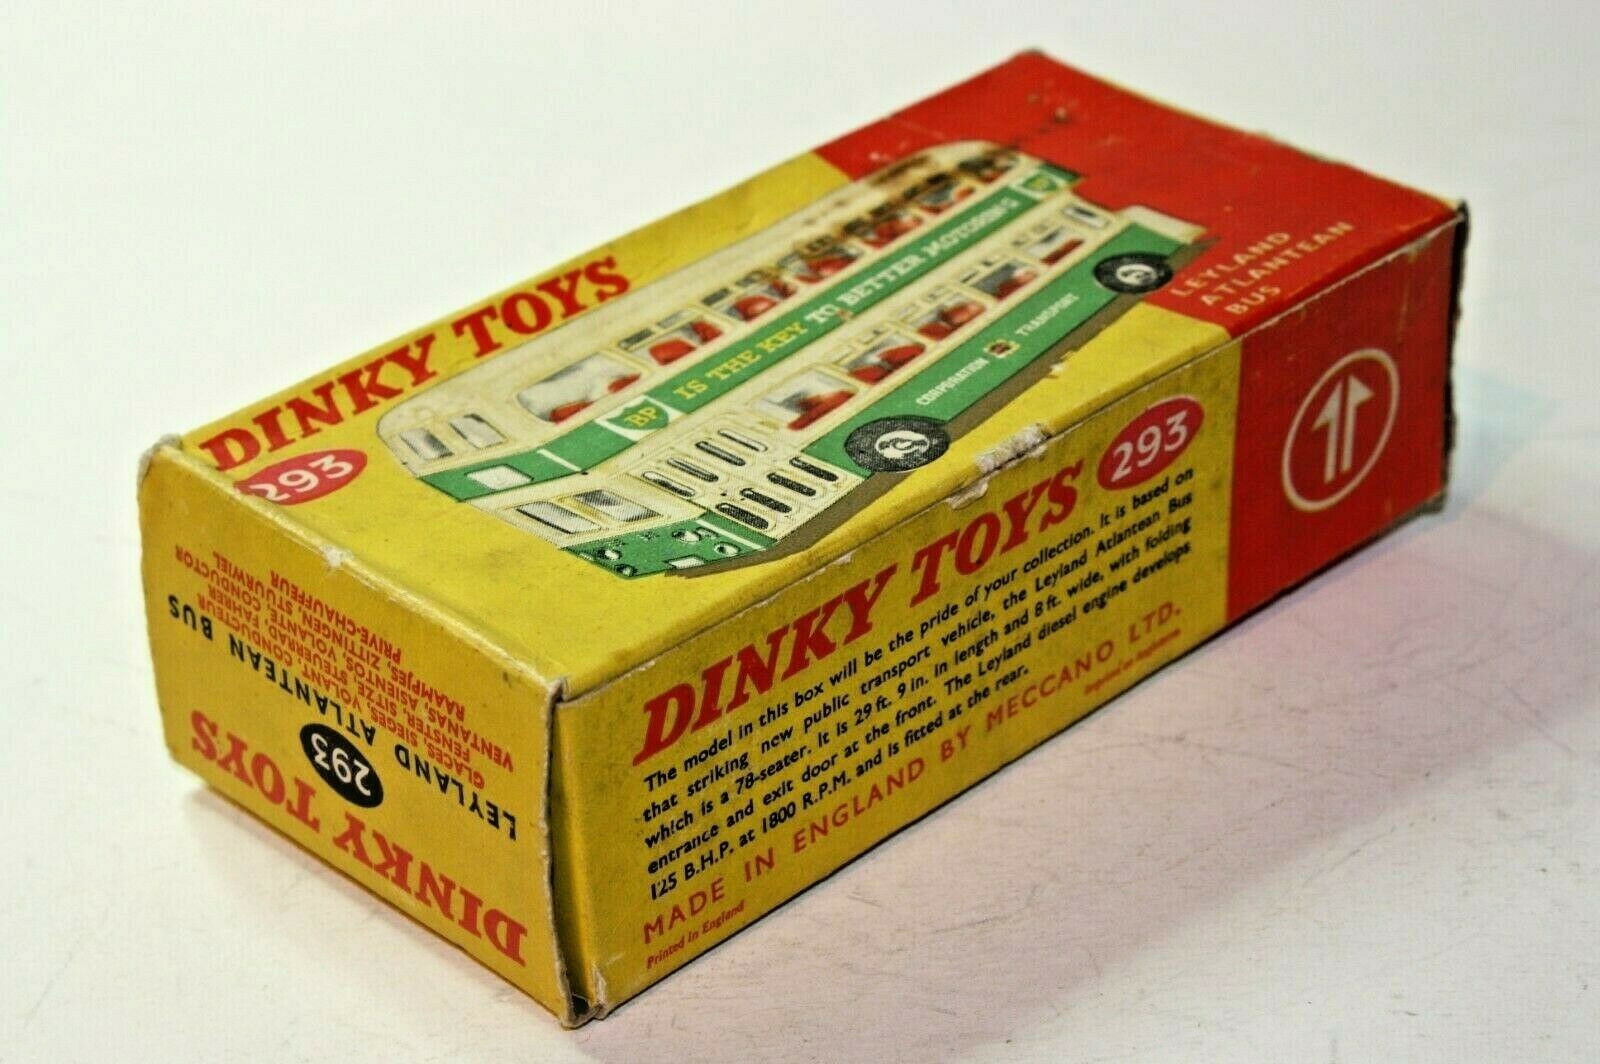 DINKY TOYS
293
BP IS THE KEY TO BETTER MOTORING BP
CORPORATION TRANSPORT
LEYLAND
ATLANTEAN
BUS
DINKY TOYS 293
The model in this box will be the pride of your collection. It is based on
that striking new public transport vehicle, the Leyland Atlantean Bus
which is a 78-seater. It is 29 ft. 9 in. in length and 8 ft. wide, with folding
entrance and exit door at the front. The Leyland diesel engine develops
125 B.H.P. at 1800 R.P.M. and is fitted at the rear.
MADE IN ENGLAND BY MECCANO LTD.
Printed in England
DINKY TOYS
293
LEYLAND ATLANTEAN BUS
GLACES, SIEGES, VOLANT, CONDUCTEUR
FENSTER, SITZE, STEUER, FAHRER
VENTANAS, ASIENTOS, VOLANTE, CONDUCTOR
RAAMPJES, ZITTINGEN, STUURWIEL
PRIVE-CHAUFFEUR